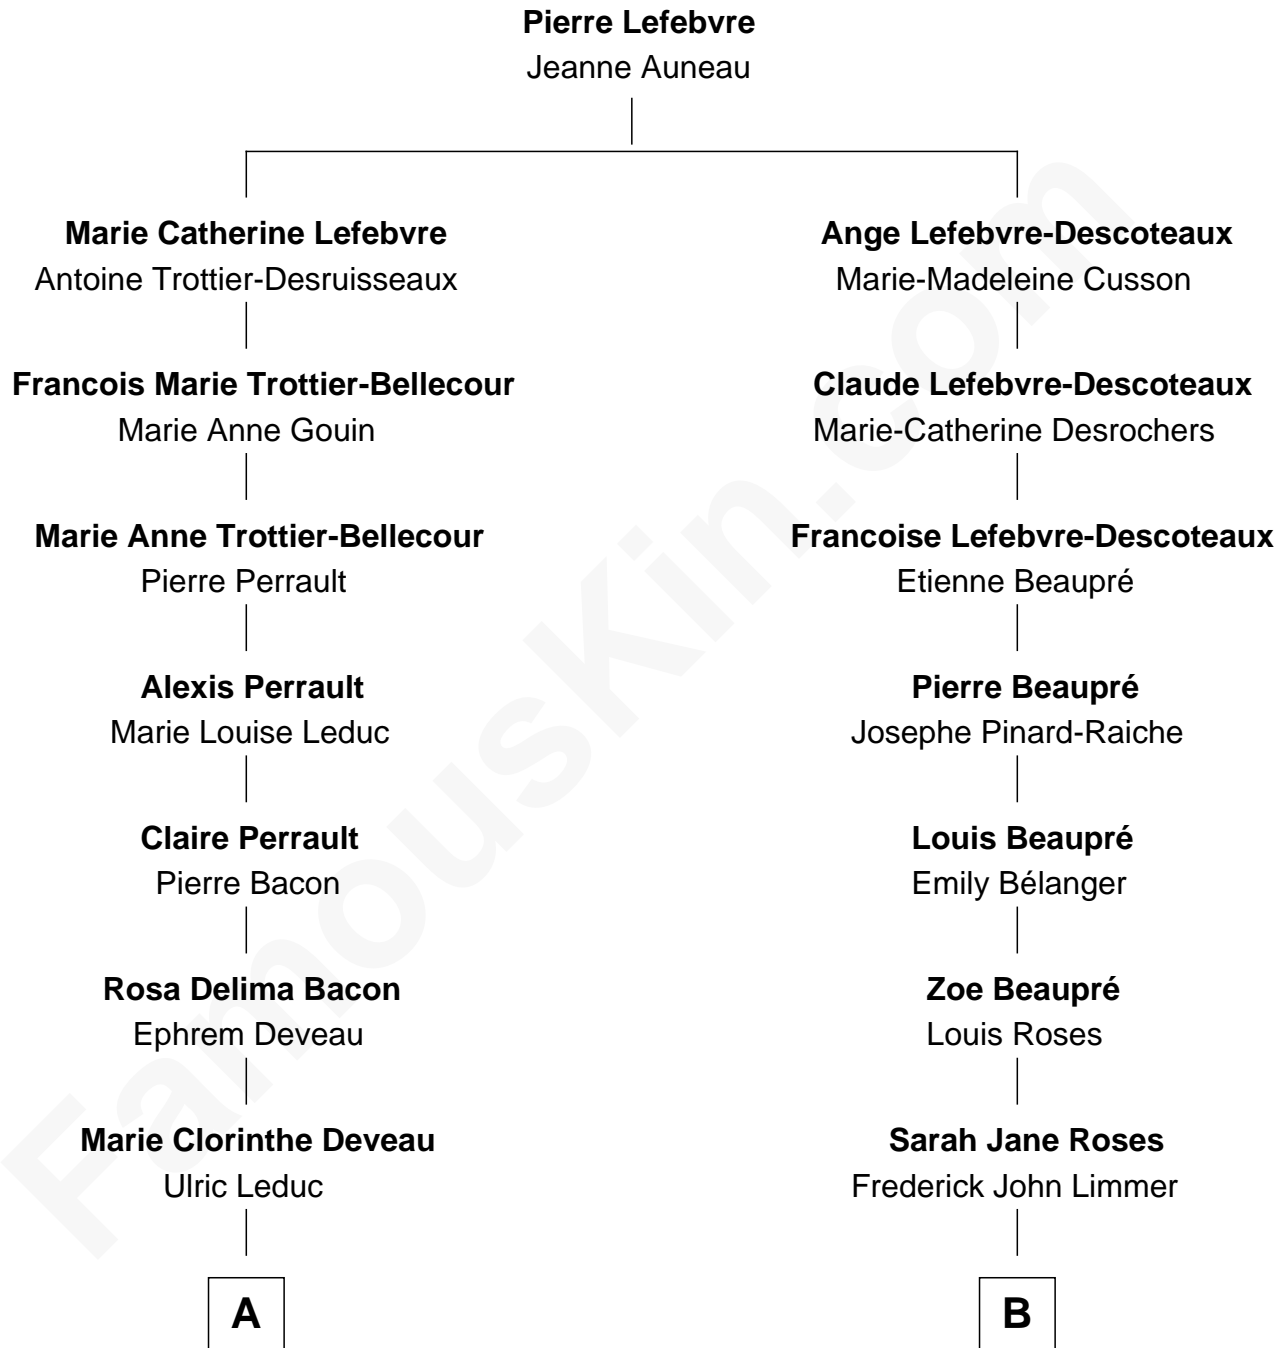 Pierre Lefebvre
Jeanne Auneau
Marie Catherine Lefebvre
Antoine Trottier-Desruisseaux
Francois Marie Trottier-Bellecour
Marie Anne Gouin
Marie Anne Trottier-Bellecour
Pierre Perrault
Alexis Perrault
Marie Louise Leduc
Claire Perrault
Pierre Bacon
Rosa Delima Bacon
Ephrem Deveau
Marie Clorinthe Deveau
Ulric Leduc
A
Ange Lefebvre-Descoteaux
Marie-Madeleine Cusson
Claude Lefebvre-Descoteaux
Marie-Catherine Desrochers
Francoise Lefebvre-Descoteaux
Etienne Beaupré
Pierre Beaupré
Josephe Pinard-Raiche
Louis Beaupré
Emily Bélanger
Zoe Beaupré
Louis Roses
Sarah Jane Roses
Frederick John Limmer
B
FamousKin.com